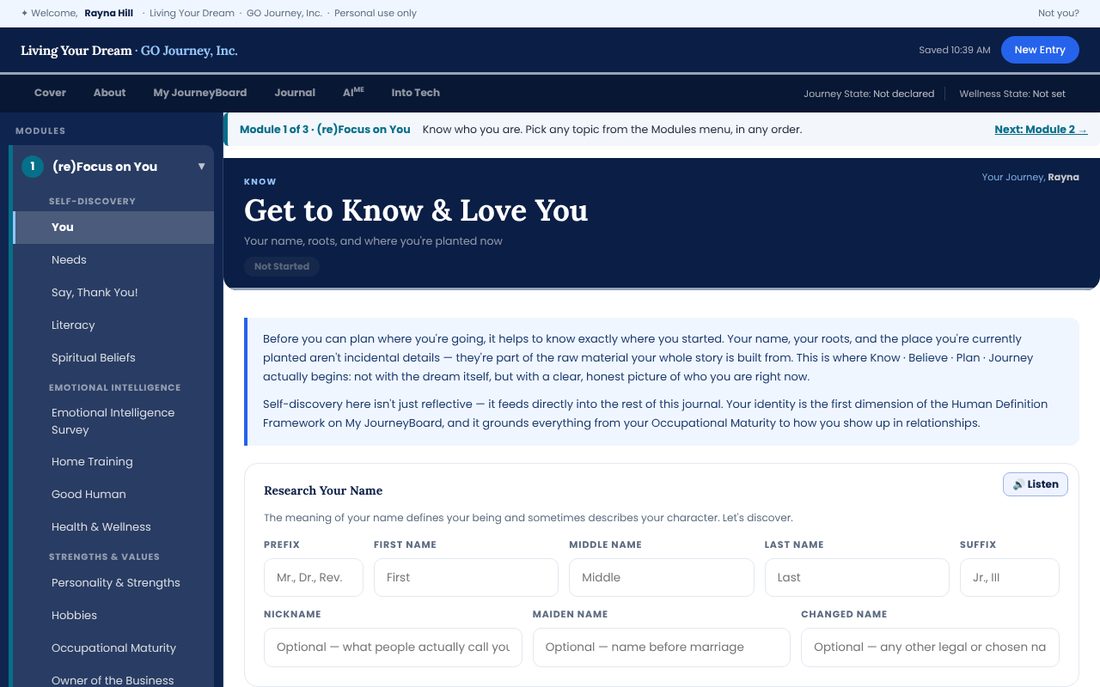 ✦ Welcome, Rayna Hill · Living Your Dream · GO Journey, Inc. · Personal use only
Not you?
Living Your Dream · GO Journey, Inc.
Saved 10:39 AM
New Entry
Cover
About
My JourneyBoard
Journal
AIᴹᴱ
Into Tech
Journey State: Not declared
Wellness State: Not set
MODULES
1 (re)Focus on You ▼
SELF-DISCOVERY
You
Needs
Say, Thank You!
Literacy
Spiritual Beliefs
EMOTIONAL INTELLIGENCE
Emotional Intelligence
Survey
Home Training
Good Human
Health & Wellness
STRENGTHS & VALUES
Personality & Strengths
Hobbies
Occupational Maturity
Owner of the Business
Module 1 of 3 · (re)Focus on You Know who you are. Pick any topic from the Modules menu, in any order.
Next: Module 2 →
KNOW
Your Journey, Rayna
Get to Know & Love You
Your name, roots, and where you're planted now
Not Started
Before you can plan where you're going, it helps to know exactly where you started. Your name, your roots, and the place you're currently
planted aren't incidental details — they're part of the raw material your whole story is built from. This is where Know · Believe · Plan · Journey
actually begins: not with the dream itself, but with a clear, honest picture of who you are right now.
Self-discovery here isn't just reflective — it feeds directly into the rest of this journal. Your identity is the first dimension of the Human Definition
Framework on My JourneyBoard, and it grounds everything from your Occupational Maturity to how you show up in relationships.
Research Your Name
🔊 Listen
The meaning of your name defines your being and sometimes describes your character. Let's discover.
PREFIX
FIRST NAME
MIDDLE NAME
LAST NAME
SUFFIX
Mr., Dr., Rev.
First
Middle
Last
Jr., III
NICKNAME
MAIDEN NAME
CHANGED NAME
Optional — what people actually call you
Optional — name before marriage
Optional — any other legal or chosen na